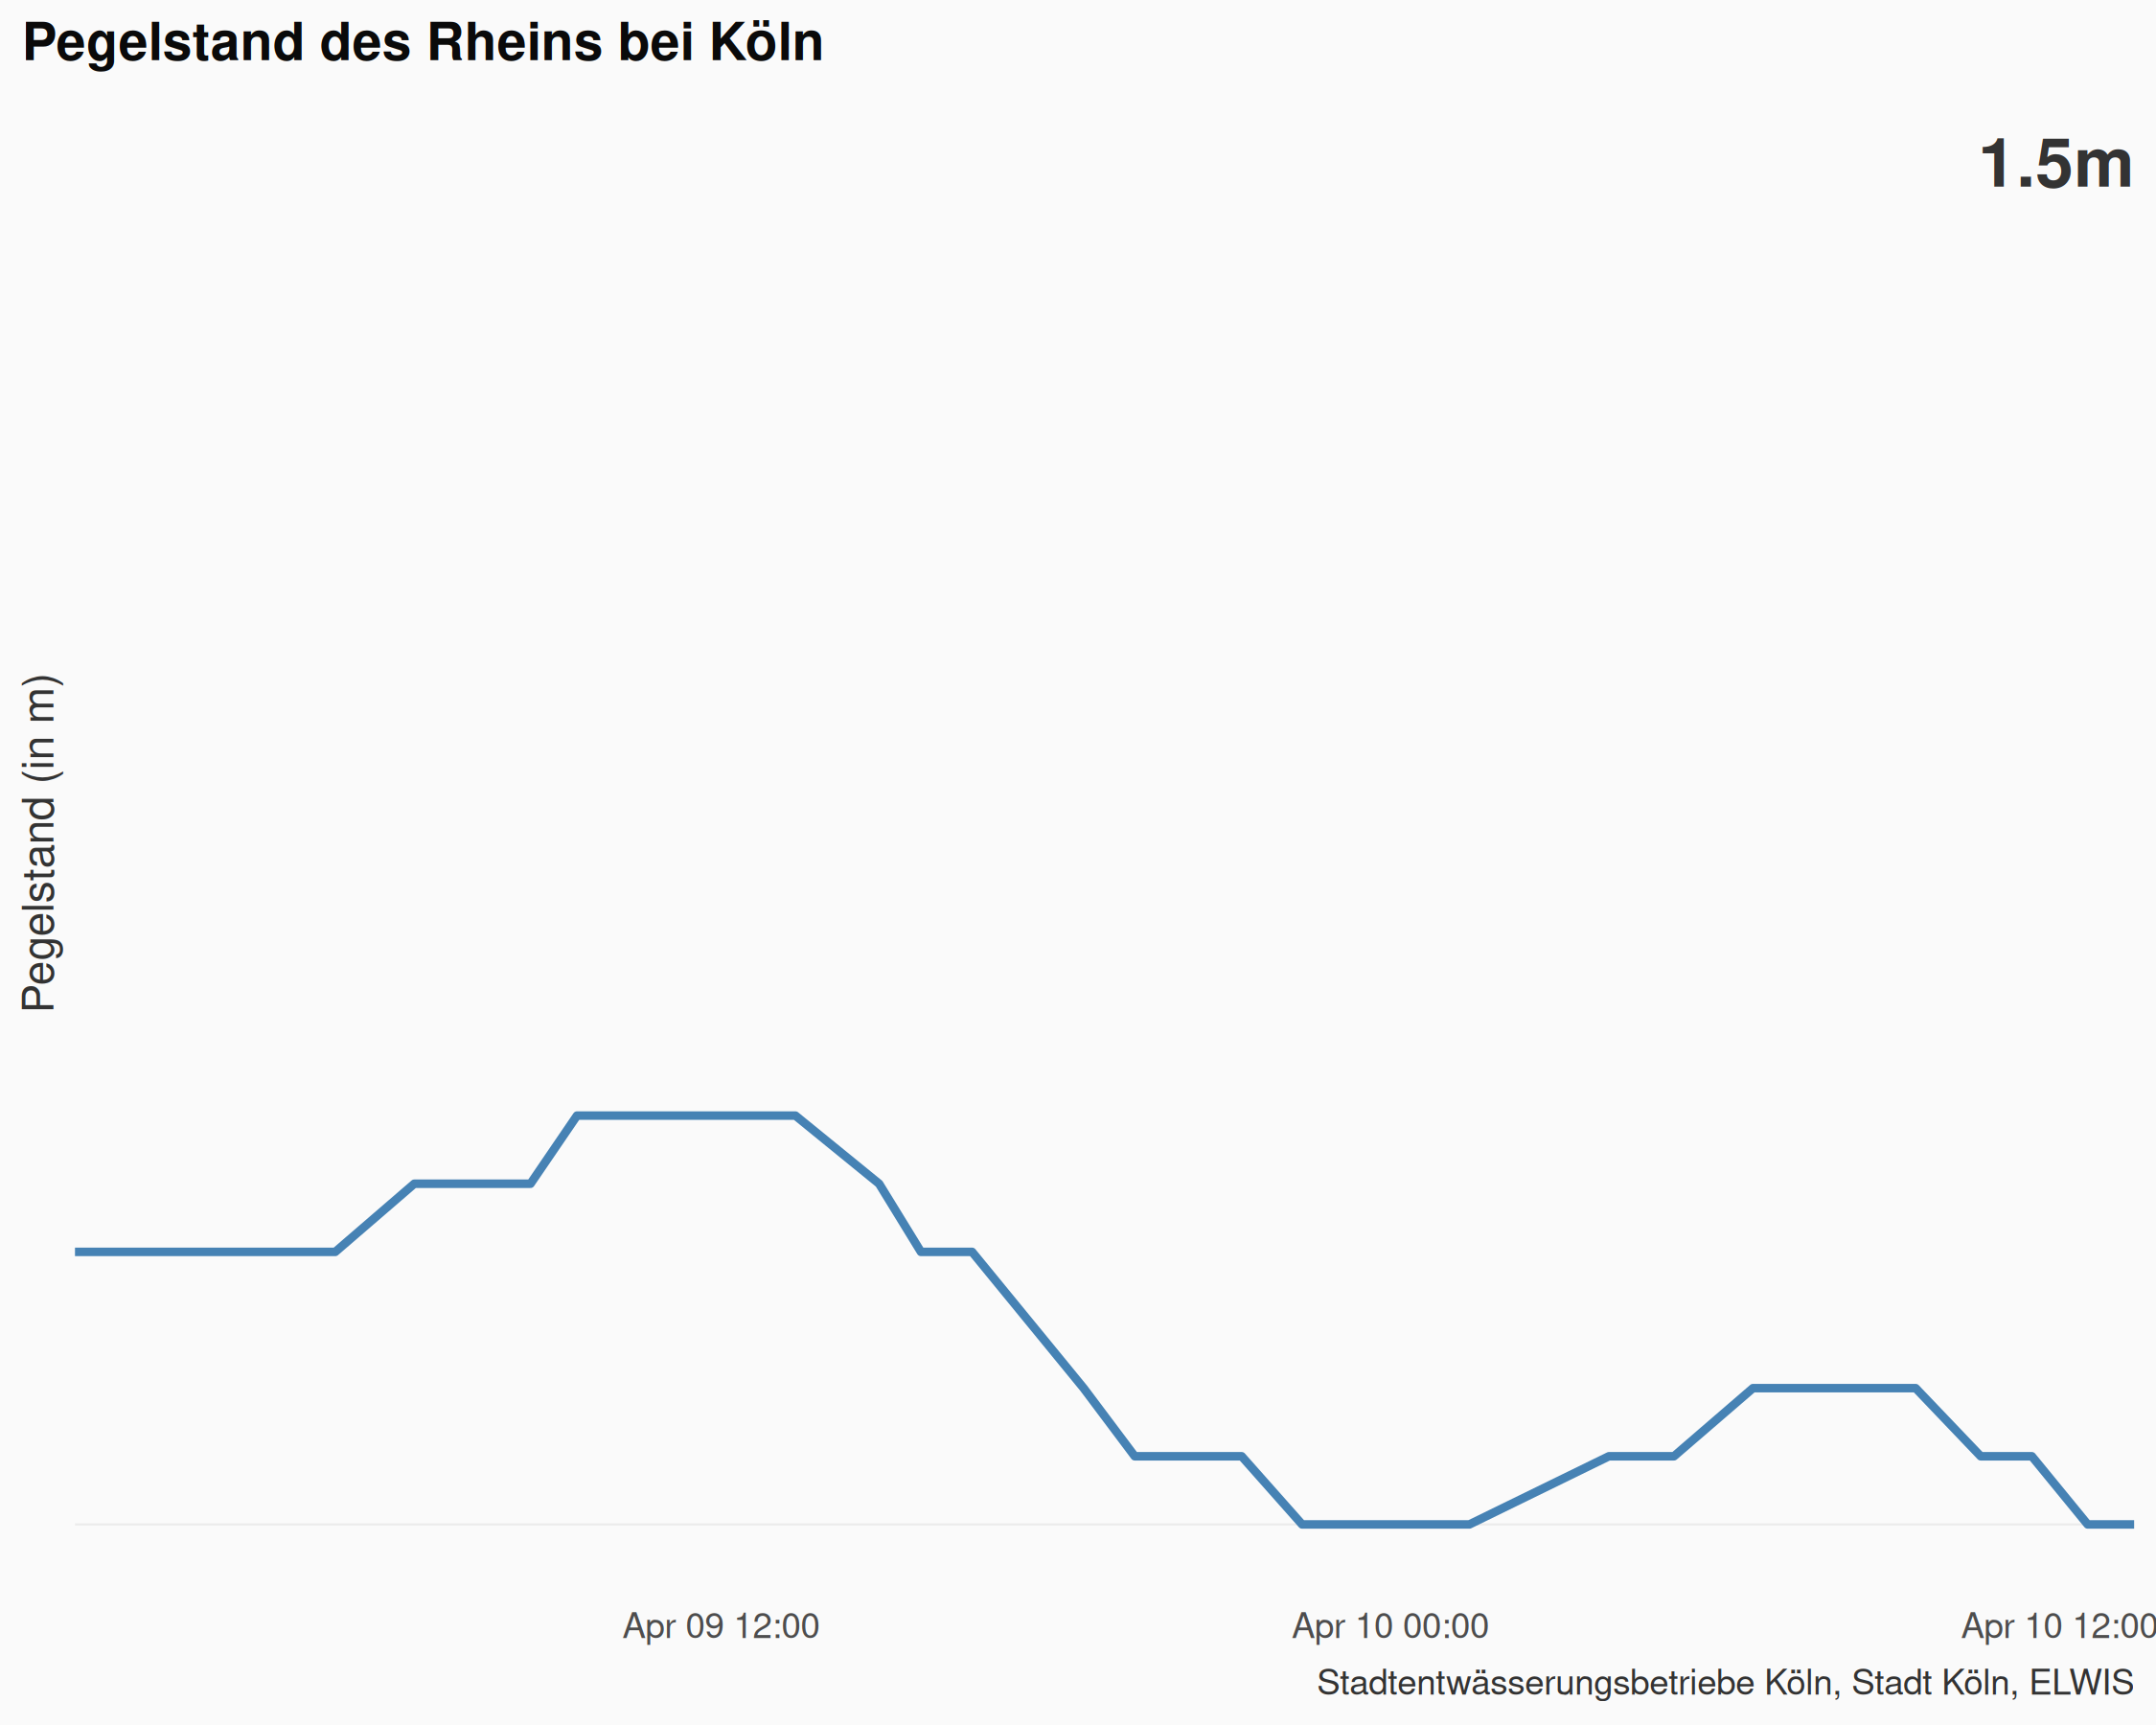 Pegelstand des Rheins bei Köln
1.5m
Pegelstand (in m)
Apr 09 12:00
Apr 10 00:00
Apr 10 12:00
Stadtentwässerungsbetriebe Köln, Stadt Köln, ELWIS